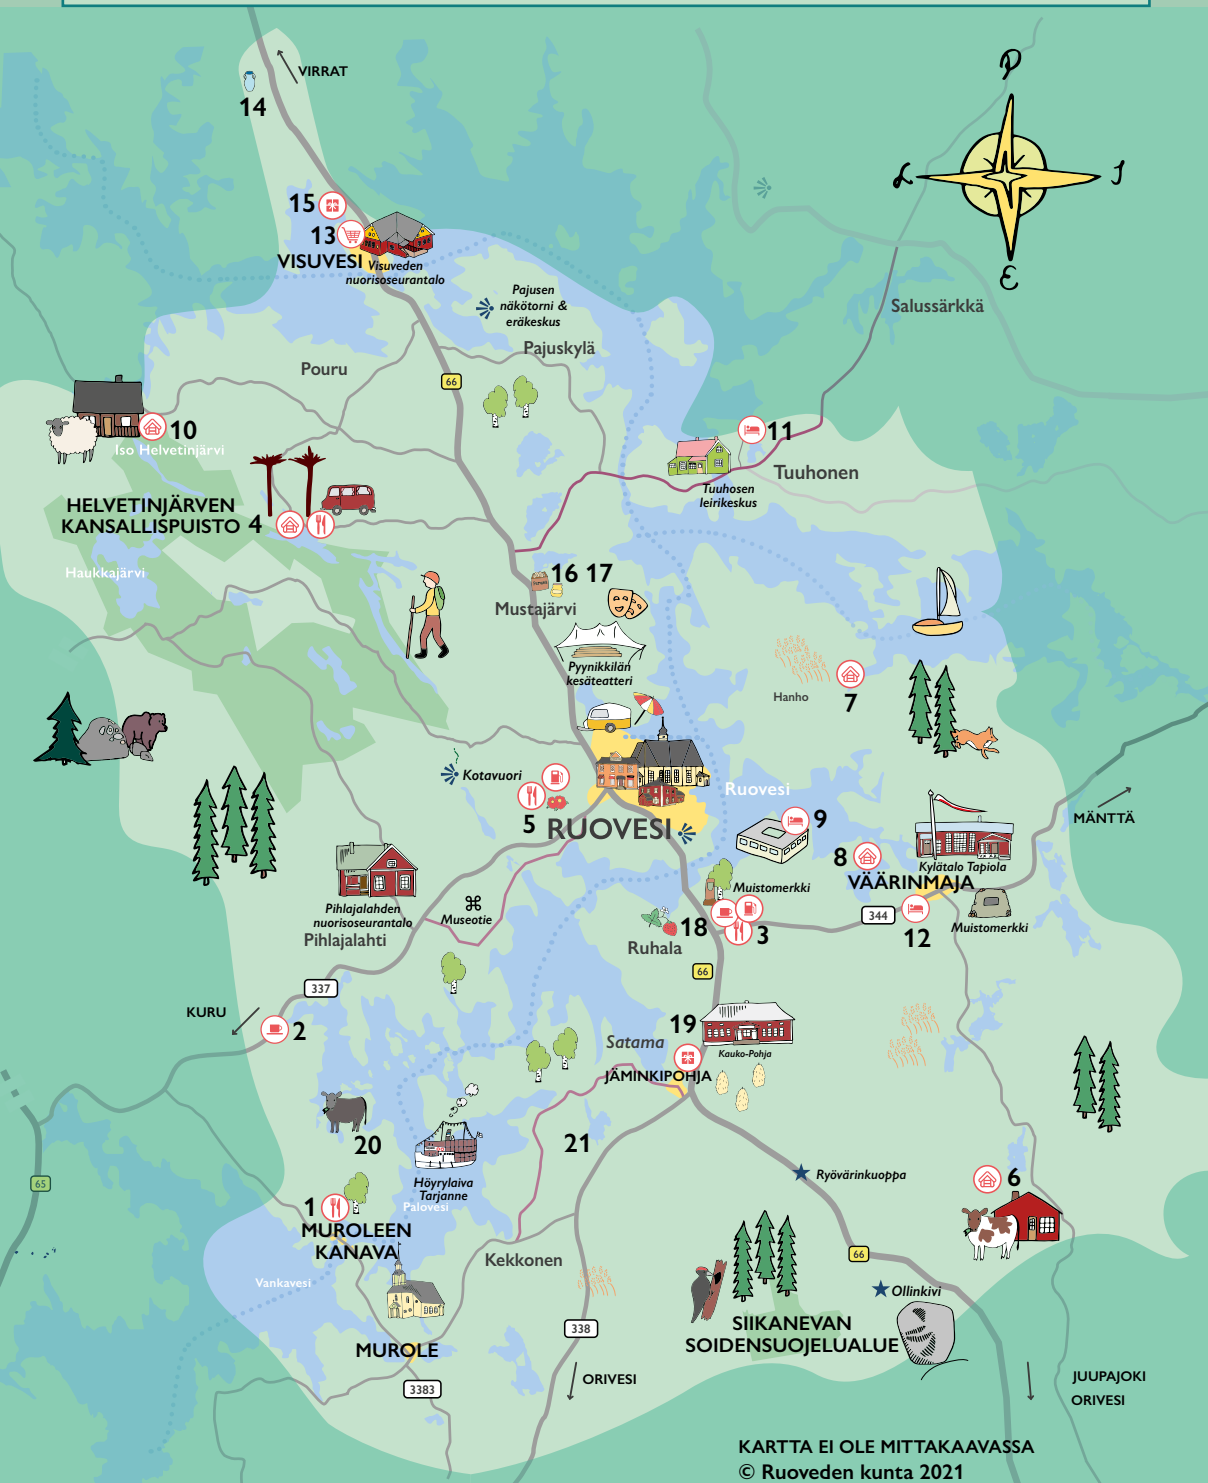 VIRRAT
14
P
L
I
E
15
13
VISUVESI
Visuveden
nuorisoseurantalo
Pajusen
näkötorni &
eräkeskus
Pajuskylä
Salussärkkä
Pouru
66
10
Iso Helvetinjärvi
11
Tuuhonen
Tuuhosen
leirikeskus
HELVETINJÄRVEN
KANSALLISPUISTO 4
Haukkajärvi
16 17
Mustajärvi
Pyynikkilän
kesäteatteri
Hanho
7
Kotavuori
5
RUOVESI
Ruovesi
9
MÄNTTÄ
8
Kylätalo Tapiola
VÄÄRINMAJA
Muistomerkki
344
12
Muistomerkki
18
3
Ruhala
66
Pihlajalahden
nuorisoseurantalo
Pihlajalahti
Museotie
337
KURU
2
19
Satama
Kauko-Pohja
JÄMINKIPOHJA
20
21
Höyrylaiva
Tarjanne
Palovesi
65
1
MUROLEEN
KANAVA
Ryövärinkuoppa
6
Kekkonen
66
Vankavesi
Ollinkivi
338
SIIKANEVAN
SOIDENSUOJELUALUE
MUROLE
3383
ORIVESI
JUUPAJOKI
ORIVESI
KARTTA EI OLE MITTAKAAVASSA
© Ruoveden kunta 2021